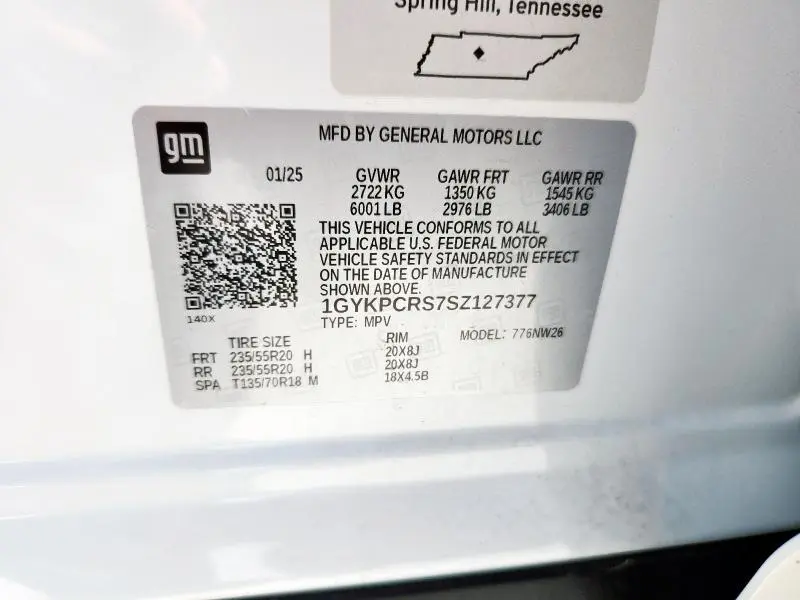 Spring Hill, Tennessee
gm
MFD BY GENERAL MOTORS LLC
01/25 GVWR GAWR FRT GAWR RR
2722 KG 1350 KG 1545 KG
6001 LB 2976 LB 3406 LB
THIS VEHICLE CONFORMS TO ALL
APPLICABLE U.S. FEDERAL MOTOR
VEHICLE SAFETY STANDARDS IN EFFECT
ON THE DATE OF MANUFACTURE
SHOWN ABOVE.
1GYKPCRS7SZ127377
140X
TYPE: MPV MODEL: 776NW26
TIRE SIZE RIM
FRT 235/55R20 H 20X8J
RR 235/55R20 H 20X8J
SPA T135/70R18 M 18X4.5B